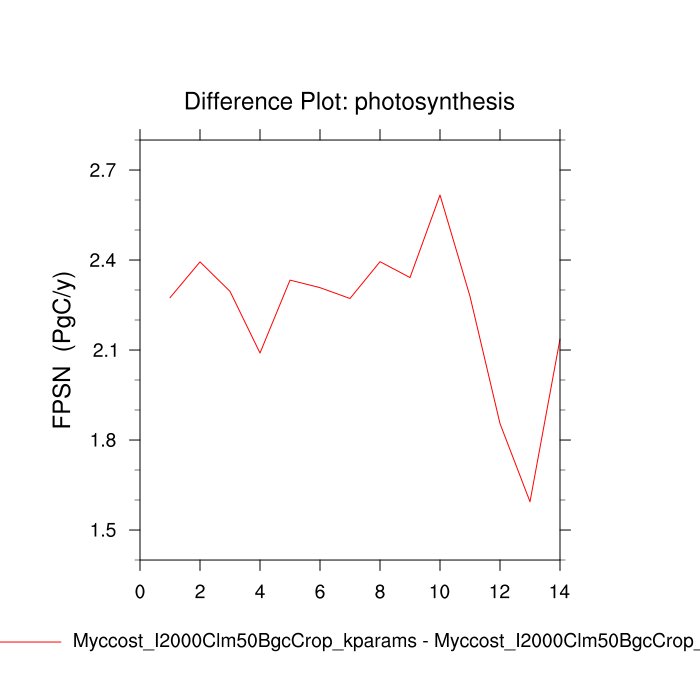 Difference Plot: photosynthesis
2.7
2.4
2.1
1.8
1.5
FPSN (PgC/y)
0 2 4 6 8 10 12 14
Myccost_I2000Clm50BgcCrop_kparams - Myccost_I2000Clm50BgcCrop_